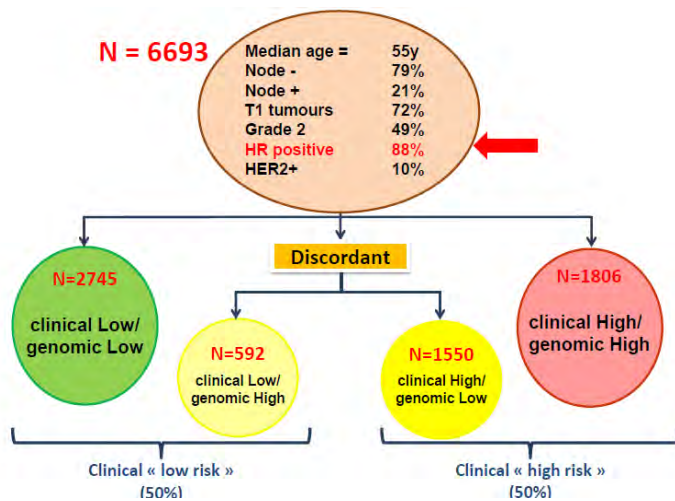 N = 6693
Median age = 55y
Node - 79%
Node + 21%
T1 tumours 72%
Grade 2 49%
HR positive 88%
HER2+ 10%
Discordant
N=2745
clinical Low/
genomic Low
N=592
clinical Low/
genomic High
N=1550
clinical High/
genomic Low
N=1806
clinical High/
genomic High
Clinical « low risk »
(50%)
Clinical « high risk »
(50%)